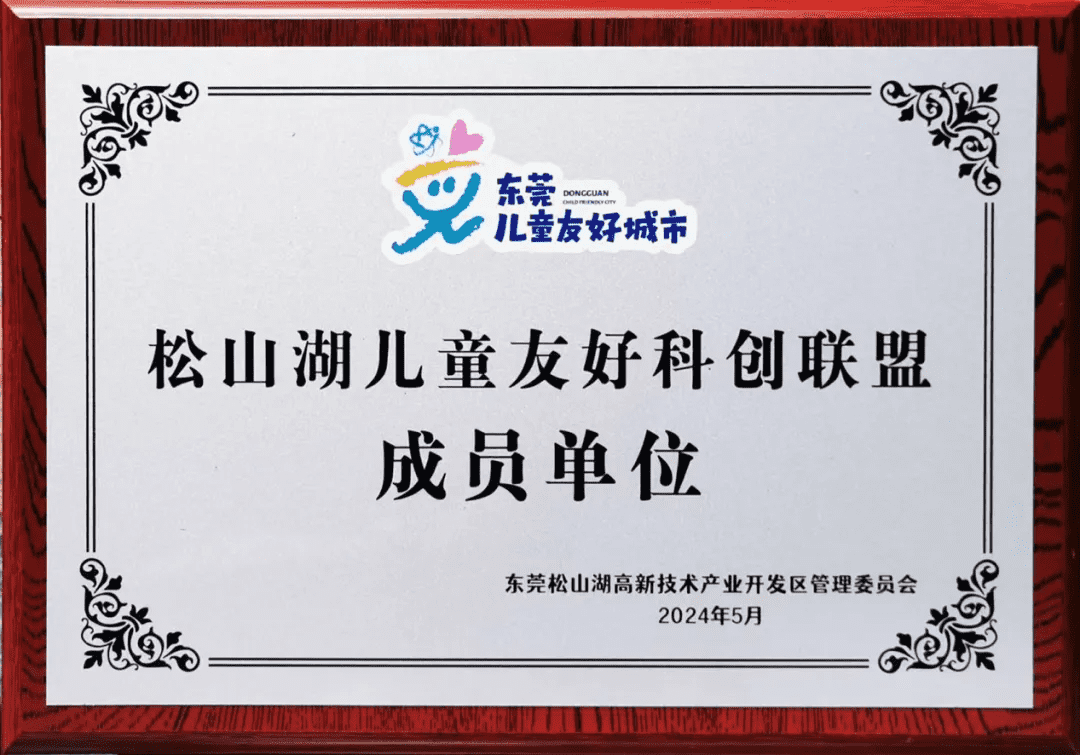 东莞
DONGGUAN
CHILD FRIENDLY CITY
儿童友好城市
松山湖儿童友好科创联盟
成员单位
东莞松山湖高新技术产业开发区管理委员会
2024年5月